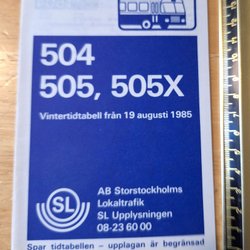 504
505, 505X
Vintertidtabell från 19 augusti 1985
SL
AB Storstockholms
Lokaltrafik
SL Upplysningen
08-23 60 00
Spar tidtabellen - upplagan är begränsad